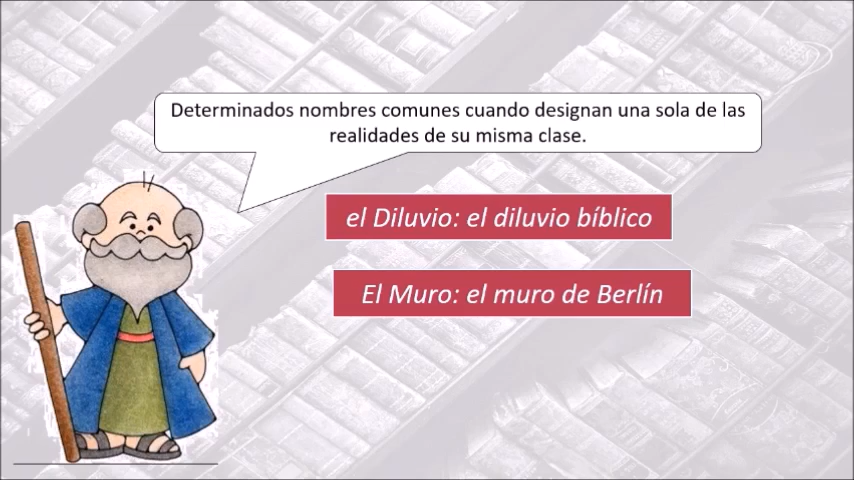 Determinados nombres comunes cuando designan una sola de las
realidades de su misma clase.
el Diluvio: el diluvio bíblico
El Muro: el muro de Berlín